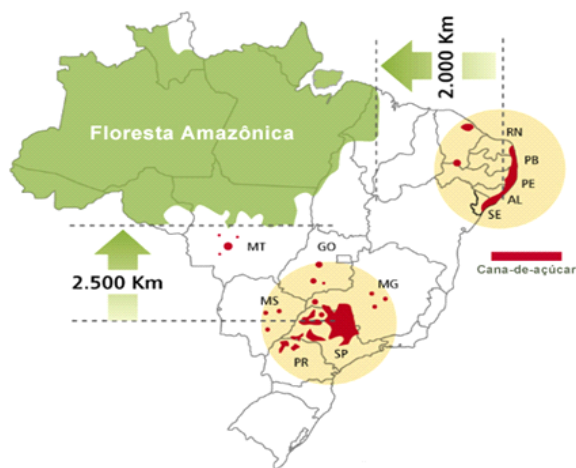 2.000 Km
Floresta Amazônica
RN
PB
PE
AL
SE
Cana-de-açúcar
MT
GO
2.500 Km
MG
MS
SP
PR